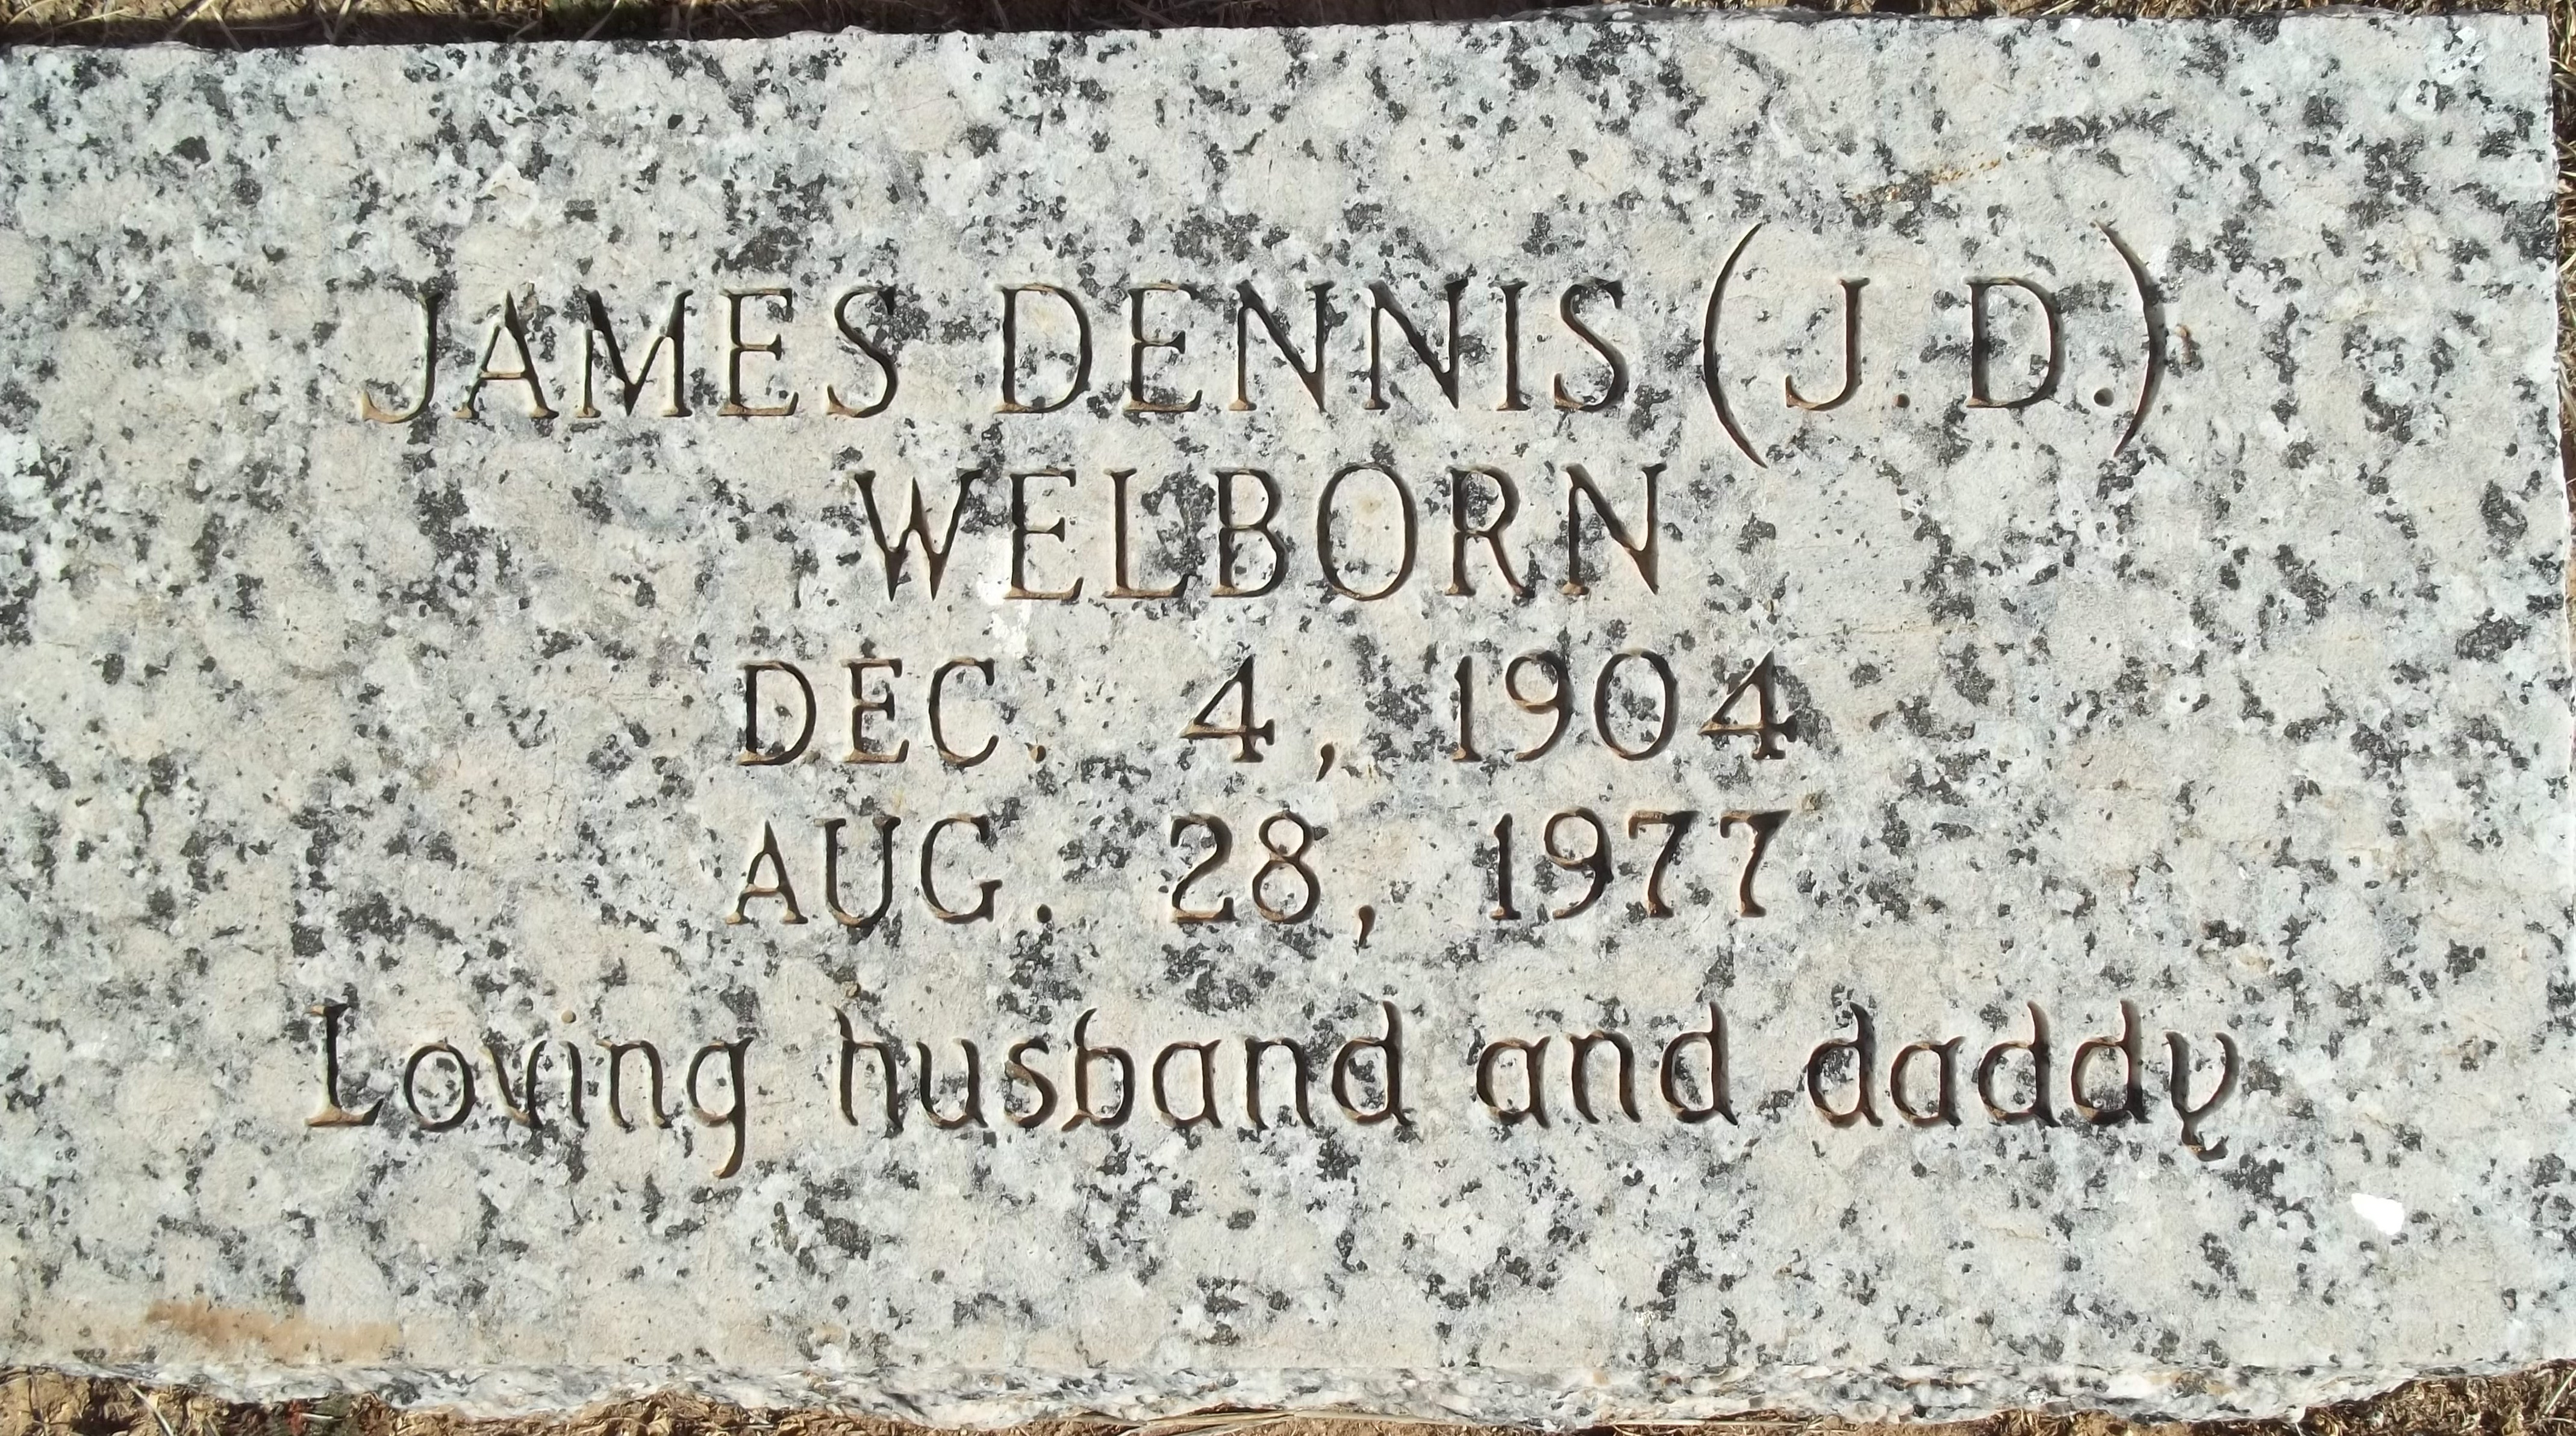 JAMES DENNIS (J.D.)
WELBORN
DEC. 4, 1904
AUG. 28, 1977
Loving husband and daddy